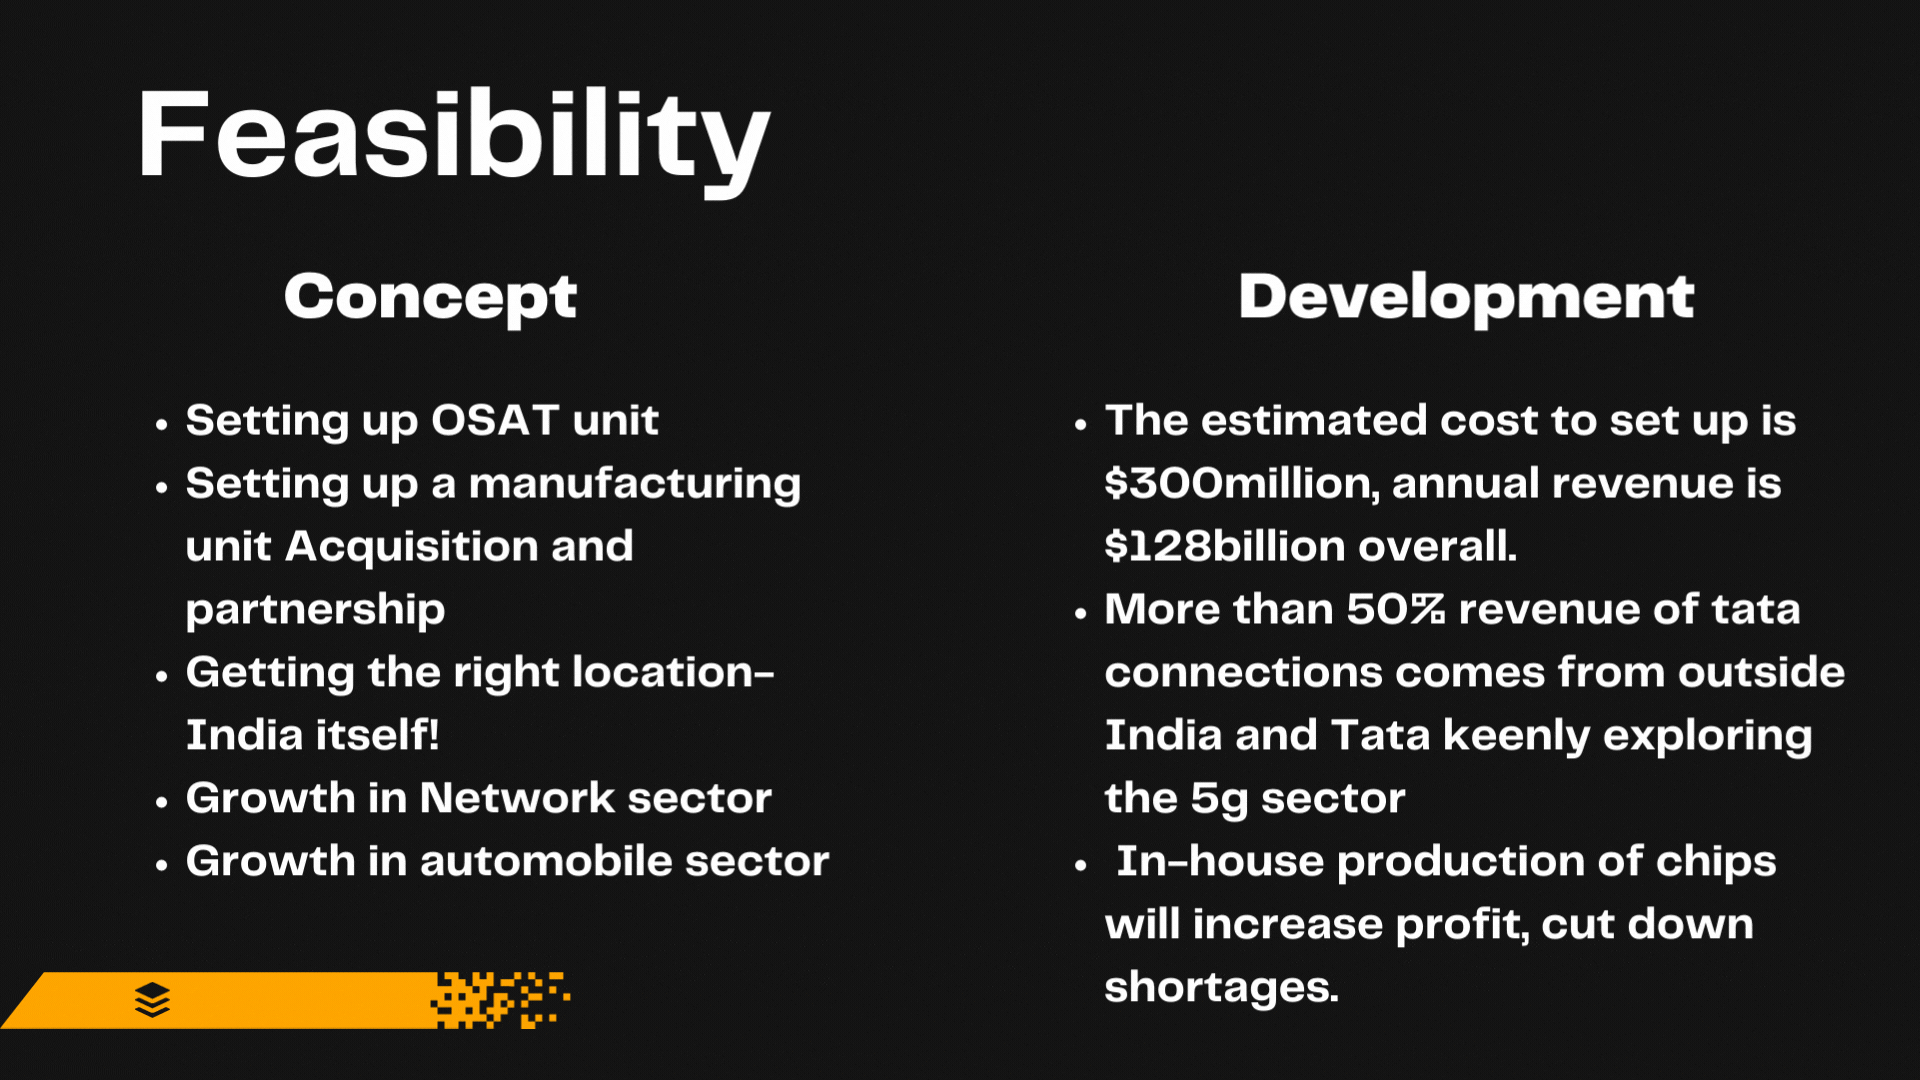 Feasibility
Concept
• Setting up OSAT unit
• Setting up a manufacturing
unit Acquisition and
partnership
• Getting the right location-
India itself!
• Growth in Network sector
• Growth in automobile sector
Development
• The estimated cost to set up is
$300million, annual revenue is
$128billion overall.
• More than 50% revenue of tata
connections comes from outside
India and Tata keenly exploring
the 5g sector
• In-house production of chips
will increase profit, cut down
shortages.